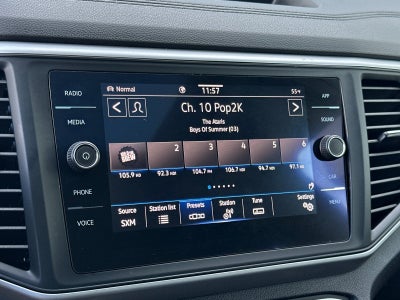 RADIO
MEDIA
PHONE
VOICE
APP
SOUND
CAR
MENU
Normal 11:57 55°F
Ch. 10 Pop2K
The Ataris
Boys Of Summer (03)
2 3 4 5 6
105.9 HD 92.3 HD 104.7 HD 106.7 HD 94.7 HD 97.1 HD
Source Station list Presets Station Tune Settings
SXM